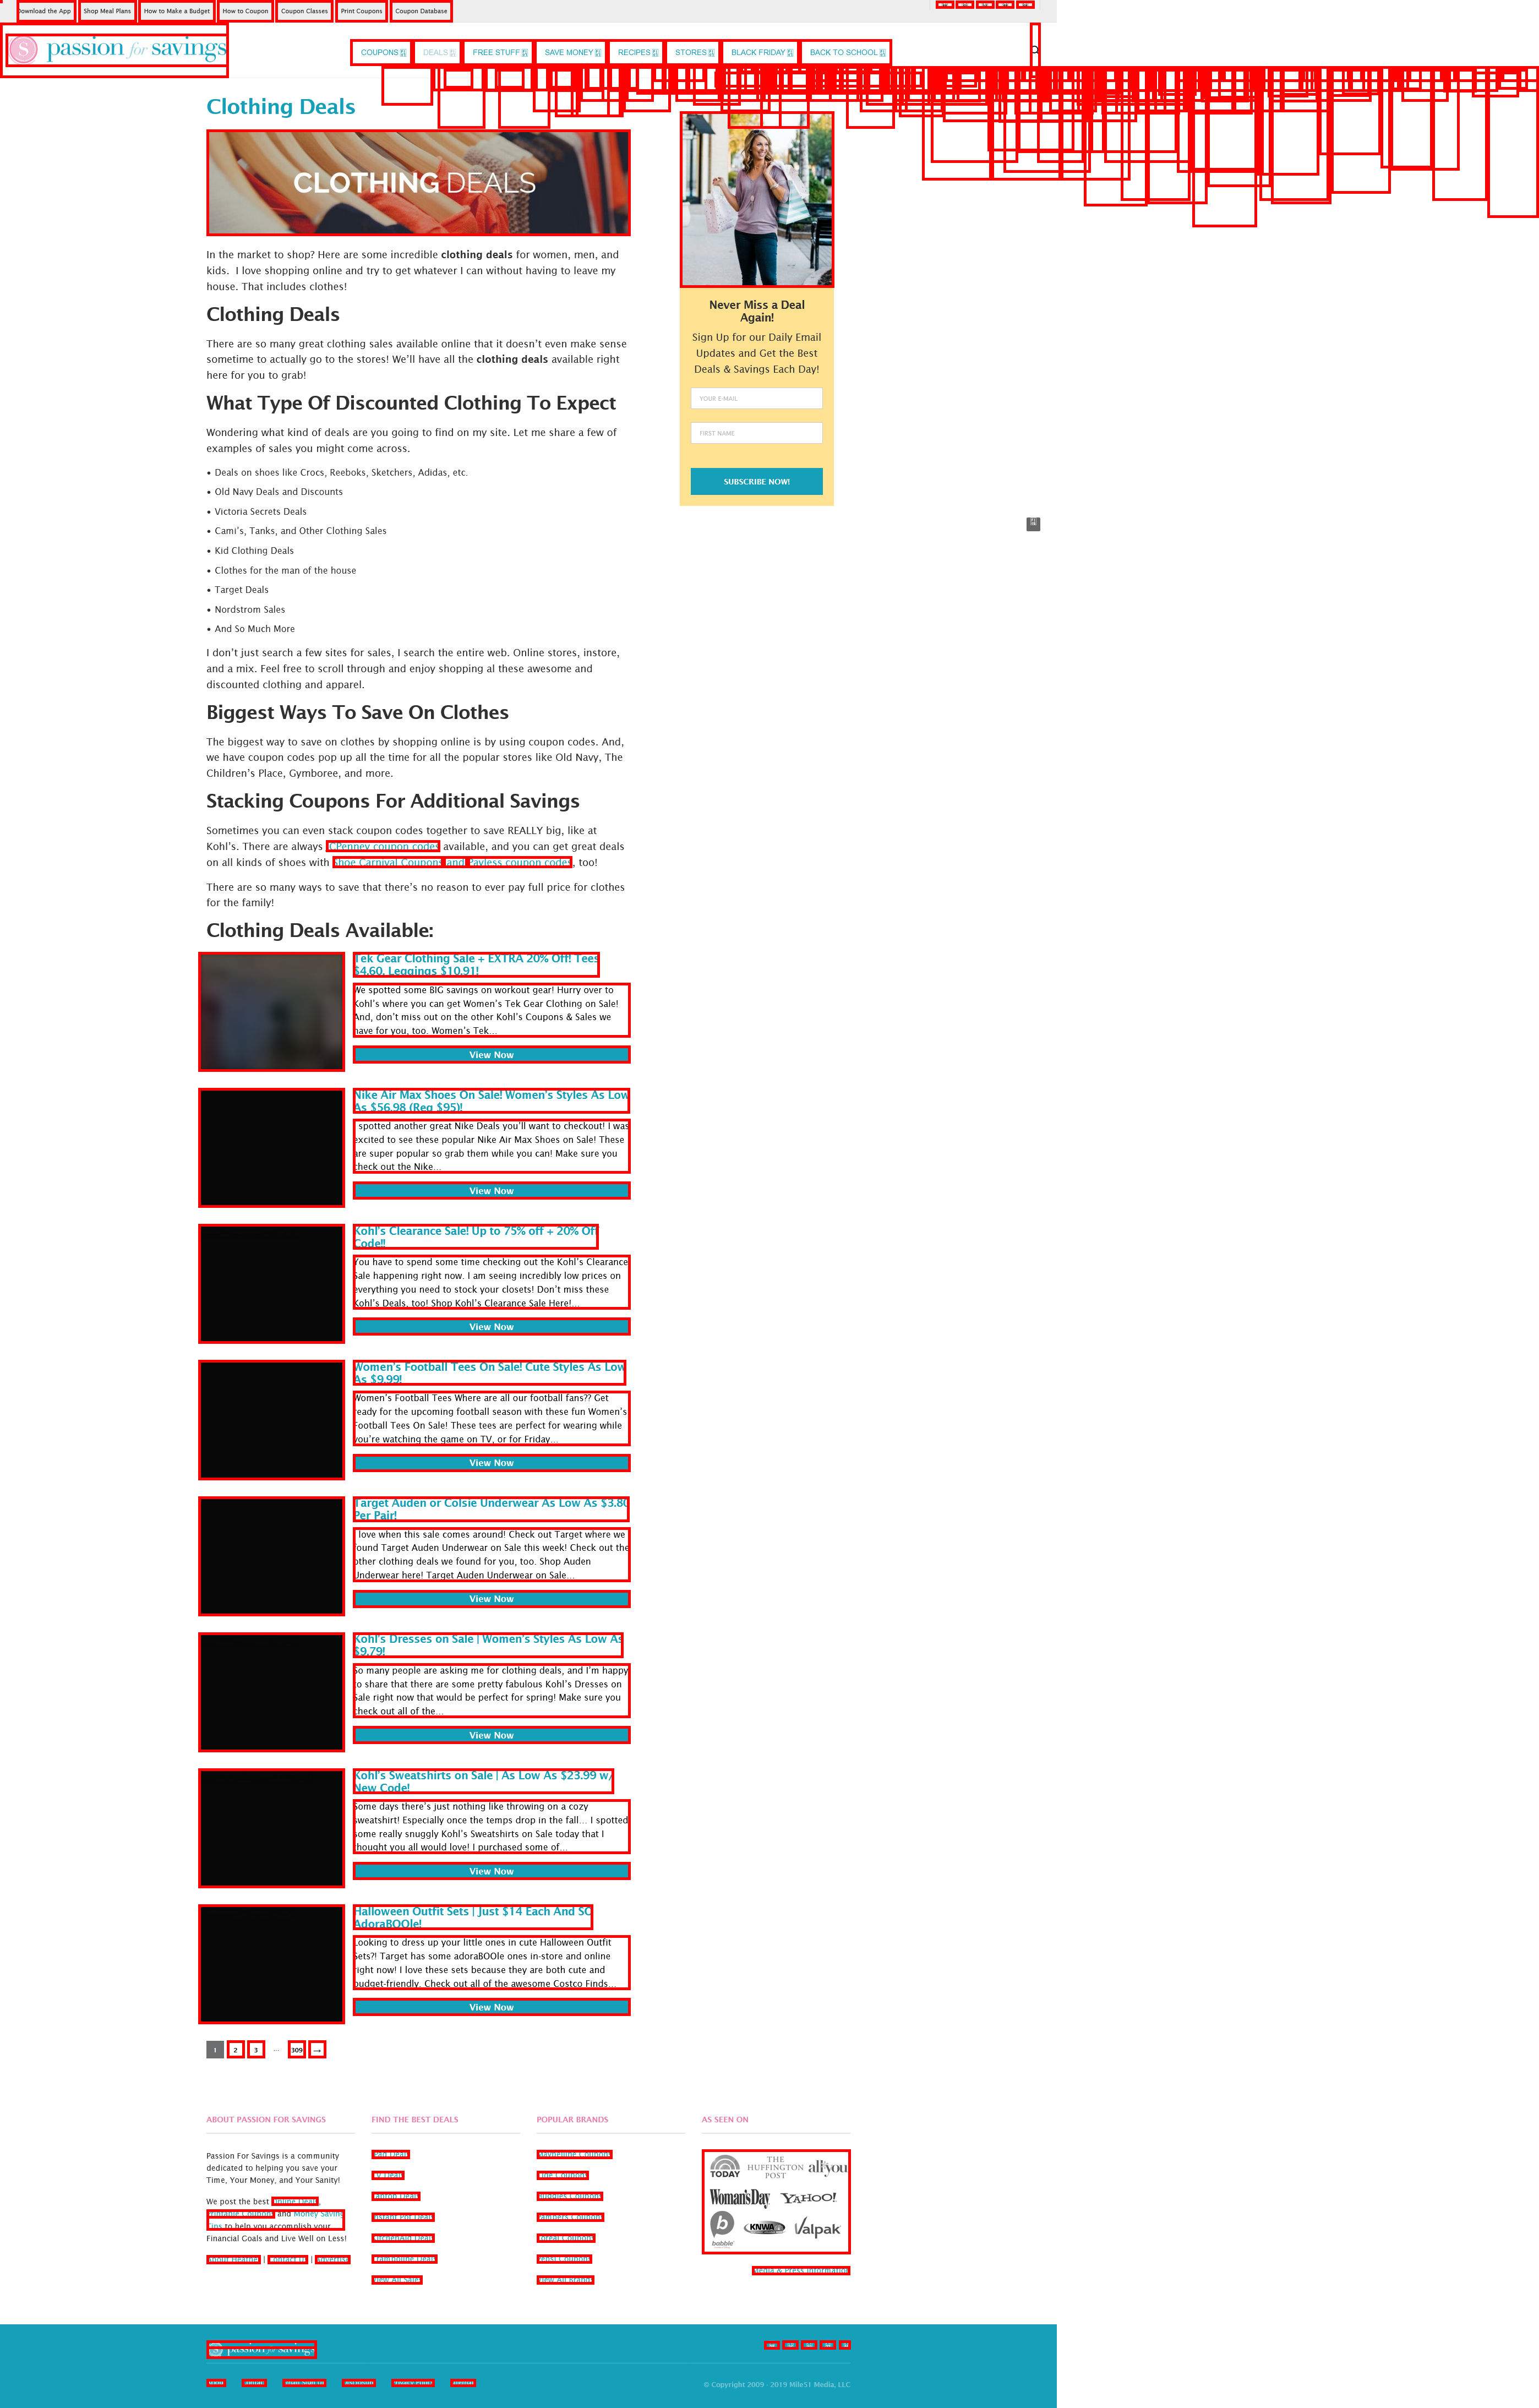 Download the App
Shop Meal Plans
How to Make a Budget
How to Coupon
Coupon Classes
Print Coupons
Coupon Database
passion for savings
COUPONS
DEALS
FREE STUFF
SAVE MONEY
RECIPES
STORES
BLACK FRIDAY
BACK TO SCHOOL
Clothing Deals
CLOTHING DEALS
In the market to shop? Here are some incredible clothing deals for women, men, and
kids. I love shopping online and try to get whatever I can without having to leave my
house. That includes clothes!
Clothing Deals
There are so many great clothing sales available online that it doesn't even make sense
sometime to actually go to the stores! We'll have all the clothing deals available right
here for you to grab!
What Type Of Discounted Clothing To Expect
Wondering what kind of deals are you going to find on my site. Let me share a few of
examples of sales you might come across.
• Deals on shoes like Crocs, Reeboks, Sketchers, Adidas, etc.
• Old Navy Deals and Discounts
• Victoria Secrets Deals
• Cami's, Tanks, and Other Clothing Sales
• Kid Clothing Deals
• Clothes for the man of the house
• Target Deals
• Nordstrom Sales
• And So Much More
I don't just search a few sites for sales, I search the entire web. Online stores, instore,
and a mix. Feel free to scroll through and enjoy shopping al these awesome and
discounted clothing and apparel.
Biggest Ways To Save On Clothes
The biggest way to save on clothes by shopping online is by using coupon codes. And,
we have coupon codes pop up all the time for all the popular stores like Old Navy, The
Children's Place, Gymboree, and more.
Stacking Coupons For Additional Savings
Sometimes you can even stack coupon codes together to save REALLY big, like at
Kohl's. There are always JCPenney coupon codes available, and you can get great deals
on all kinds of shoes with Shoe Carnival Coupons and Payless coupon codes, too!
There are so many ways to save that there's no reason to ever pay full price for clothes
for the family!
Clothing Deals Available:
Tek Gear Clothing Sale + EXTRA 20% Off! Tees
$4.60, Leggings $10.91!
We spotted some BIG savings on workout gear! Hurry over to
Kohl's where you can get Women's Tek Gear Clothing on Sale!
And, don't miss out on the other Kohl's Coupons & Sales we
have for you, too. Women's Tek...
View Now
Nike Air Max Shoes On Sale! Women's Styles As Low
As $56.98 (Reg $95)!
I spotted another great Nike Deals you'll want to checkout! I was
excited to see these popular Nike Air Max Shoes on Sale! These
are super popular so grab them while you can! Make sure you
check out the Nike...
View Now
Kohl's Clearance Sale! Up to 75% off + 20% Off
Code!!
You have to spend some time checking out the Kohl's Clearance
Sale happening right now. I am seeing incredibly low prices on
everything you need to stock your closets! Don't miss these
Kohl's Deals, too! Shop Kohl's Clearance Sale Here!...
View Now
Women's Football Tees On Sale! Cute Styles As Low
As $9.99!
Women's Football Tees Where are all our football fans?? Get
ready for the upcoming football season with these fun Women's
Football Tees On Sale! These tees are perfect for wearing while
you're watching the game on TV, or for Friday...
View Now
Target Auden or Colsie Underwear As Low As $3.80
Per Pair!
I love when this sale comes around! Check out Target where we
found Target Auden Underwear on Sale this week! Check out the
other clothing deals we found for you, too. Shop Auden
Underwear here! Target Auden Underwear on Sale...
View Now
Kohl's Dresses on Sale | Women's Styles As Low As
$9.79!
So many people are asking me for clothing deals, and I'm happy
to share that there are some pretty fabulous Kohl's Dresses on
Sale right now that would be perfect for spring! Make sure you
check out all of the...
View Now
Kohl's Sweatshirts on Sale | As Low As $23.99 w/
New Code!
Some days there's just nothing like throwing on a cozy
sweatshirt! Especially once the temps drop in the fall... I spotted
some really snuggly Kohl's Sweatshirts on Sale today that I
thought you all would love! I purchased some of...
View Now
Halloween Outfit Sets | Just $14 Each And SO
AdoraBOOle!
Looking to dress up your little ones in cute Halloween Outfit
Sets?! Target has some adoraBOOle ones in-store and online
right now! I love these sets because they are both cute and
budget-friendly. Check out all of the awesome Costco Finds...
View Now
1 2 3 ... 309 →
Never Miss a Deal
Again!
Sign Up for our Daily Email
Updates and Get the Best
Deals & Savings Each Day!
YOUR E-MAIL
FIRST NAME
SUBSCRIBE NOW!
ABOUT PASSION FOR SAVINGS
Passion For Savings is a community
dedicated to helping you save your
Time, Your Money, and Your Sanity!
We post the best Online Deals,
Printable Coupons and Money Saving
Tips to help you accomplish your
Financial Goals and Live Well on Less!
About Heather | Contact Us | Advertise
FIND THE BEST DEALS
View All Sales
POPULAR BRANDS
View All Brands
AS SEEN ON
TODAY
THE HUFFINGTON POST
all you
Woman's Day
YAHOO!
babble
KNWA
Valpak
Media & Press Information
passion for savings
© Copyright 2009 - 2019 Mile51 Media, LLC